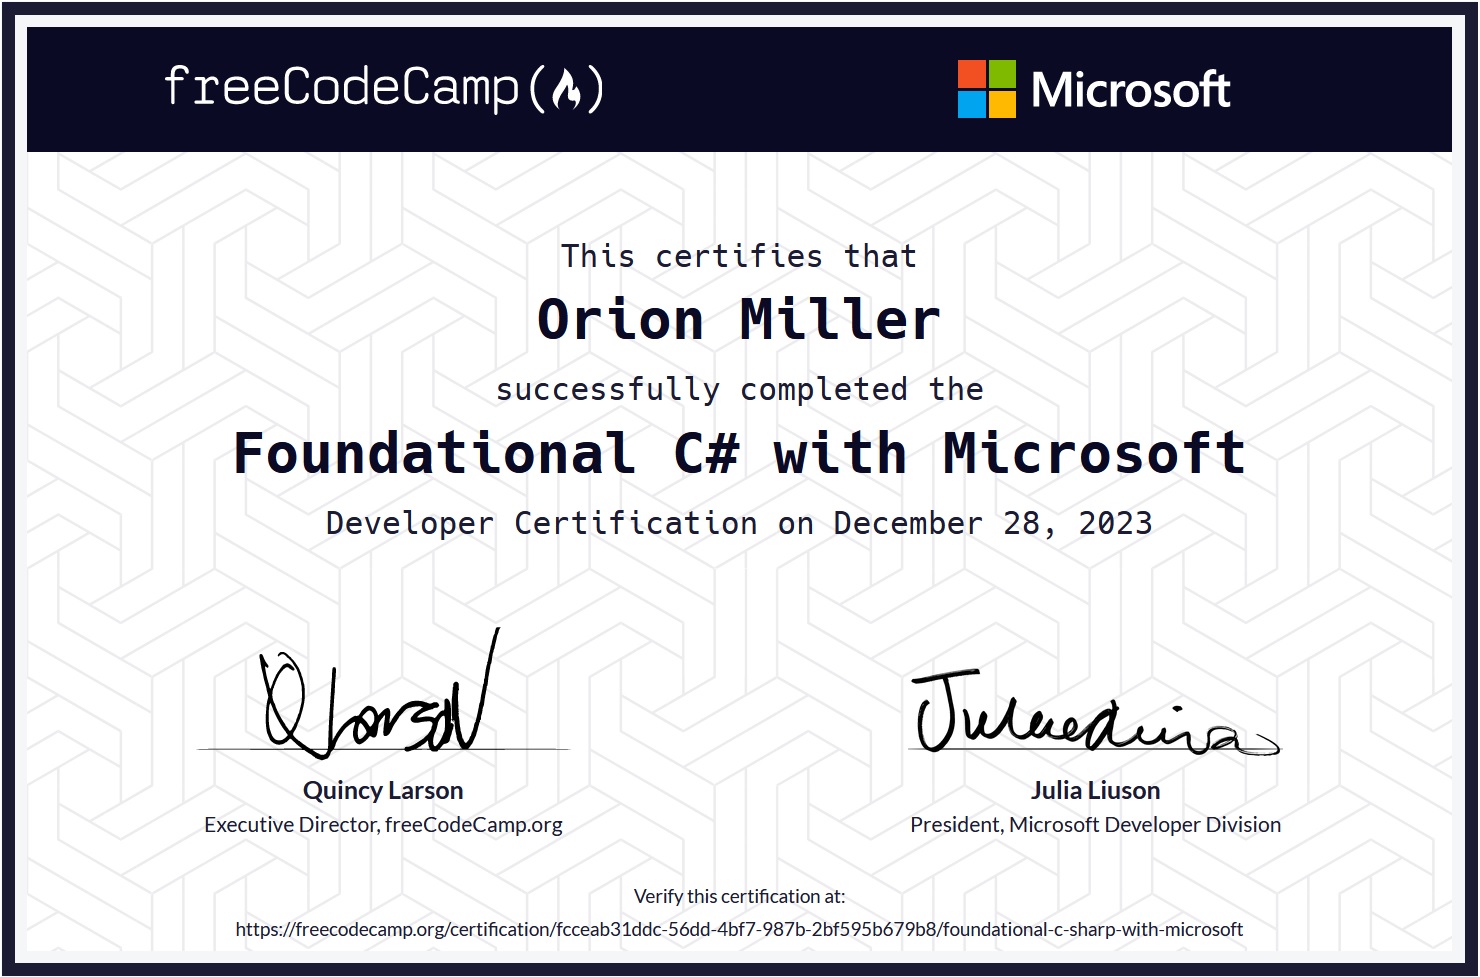 freeCodeCamp
Microsoft
This certifies that
Orion Miller
successfully completed the
Foundational C# with Microsoft
Developer Certification on December 28, 2023
Quincy Larson
Executive Director, freeCodeCamp.org
Julia Liuson
President, Microsoft Developer Division
Verify this certification at:
https://freecodecamp.org/certification/fcceab31ddc-56dd-4bf7-987b-2bf595b679b8/foundational-c-sharp-with-microsoft